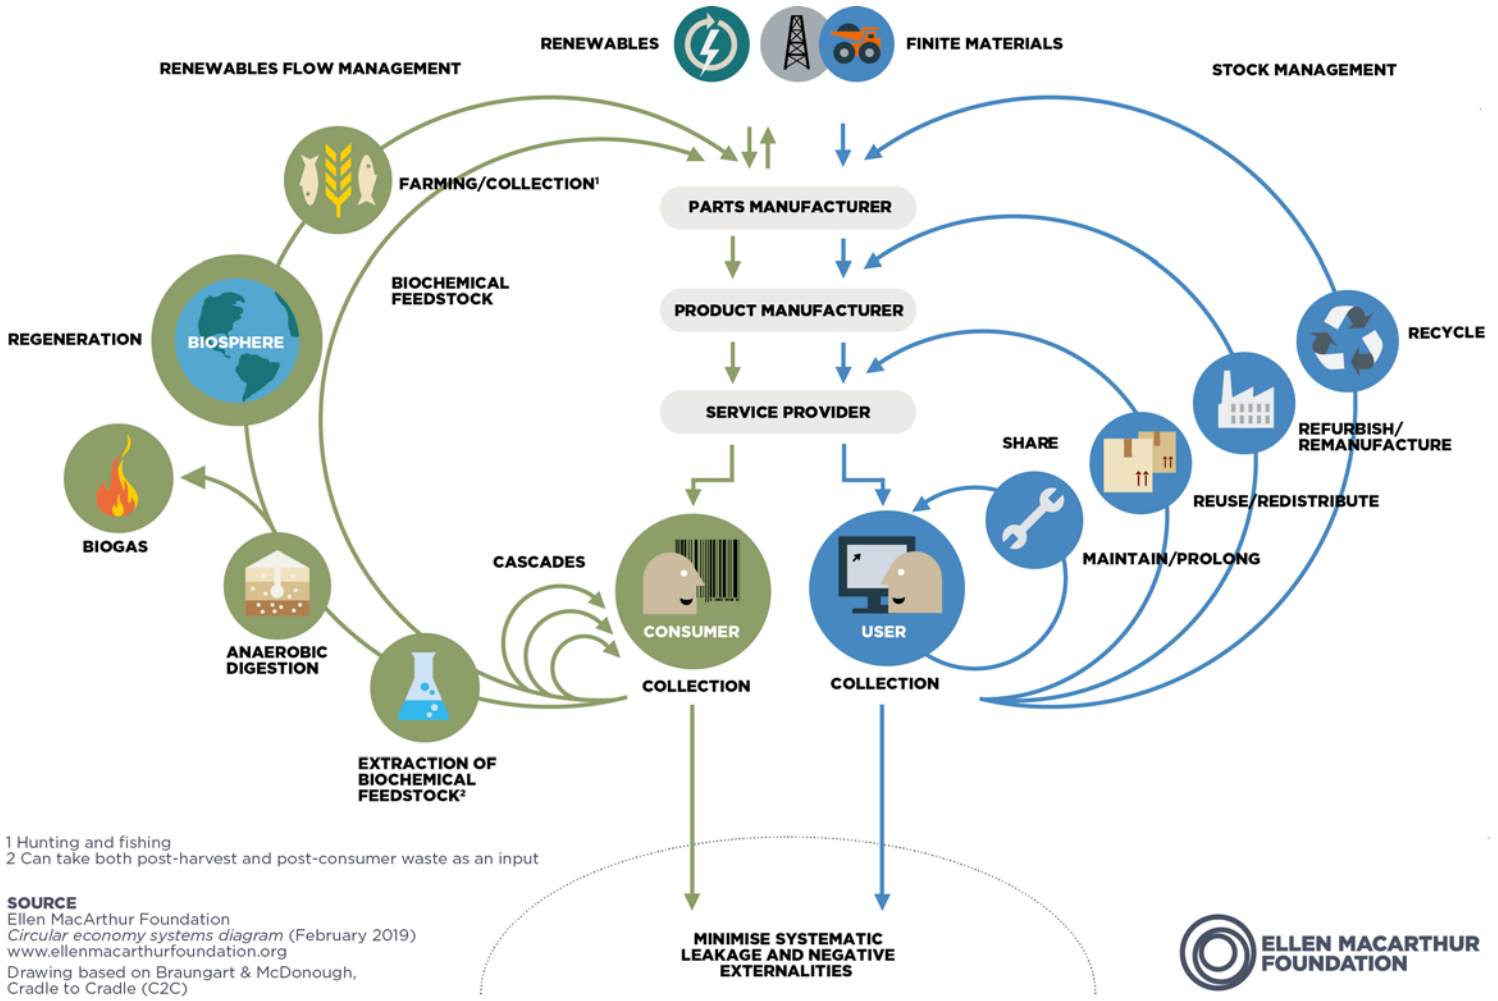 RENEWABLES
FINITE MATERIALS
RENEWABLES FLOW MANAGEMENT
STOCK MANAGEMENT
FARMING/COLLECTION¹
PARTS MANUFACTURER
BIOCHEMICAL
FEEDSTOCK
PRODUCT MANUFACTURER
REGENERATION
BIOSPHERE
RECYCLE
SERVICE PROVIDER
REFURBISH/
REMANUFACTURE
SHARE
REUSE/REDISTRIBUTE
BIOGAS
CASCADES
MAINTAIN/PROLONG
CONSUMER
USER
ANAEROBIC
DIGESTION
COLLECTION
COLLECTION
EXTRACTION OF
BIOCHEMICAL
FEEDSTOCK²
1 Hunting and fishing
2 Can take both post-harvest and post-consumer waste as an input
SOURCE
Ellen MacArthur Foundation
Circular economy systems diagram (February 2019)
www.ellenmacarthurfoundation.org
Drawing based on Braungart & McDonough,
Cradle to Cradle (C2C)
MINIMISE SYSTEMATIC
LEAKAGE AND NEGATIVE
EXTERNALITIES
ELLEN MACARTHUR
FOUNDATION